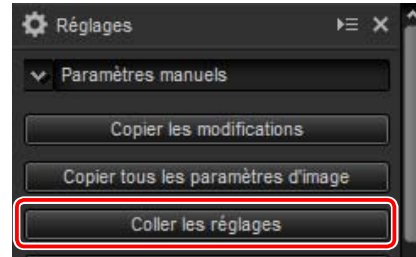 Réglages
Paramètres manuels
Copier les modifications
Copier tous les paramètres d'image
Coller les réglages